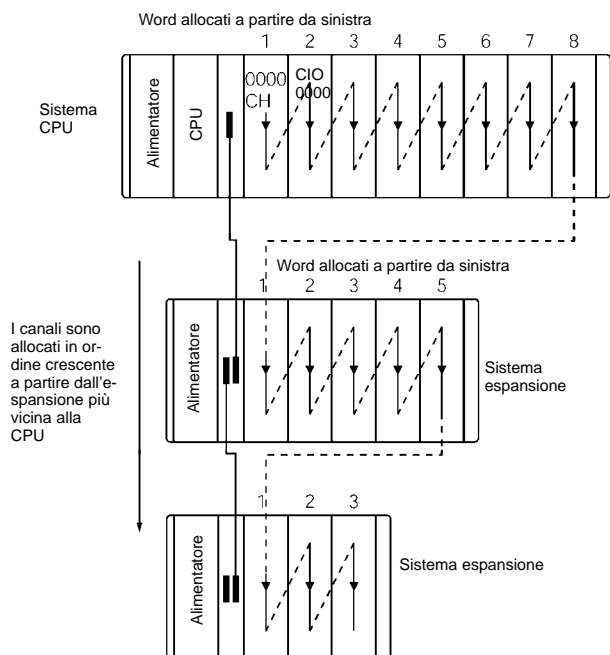 Word allocati a partire da sinistra
1 2 3 4 5 6 7 8
Sistema
CPU
Alimentatore
CPU
0000
CH
CIO
0000
Word allocati a partire da sinistra
1 2 3 4 5
I canali sono
allocati in or-
dine crescente
a partire dall'e-
spansione più
vicina alla
CPU
Alimentatore
Sistema
espansione
1 2 3
Alimentatore
Sistema espansione